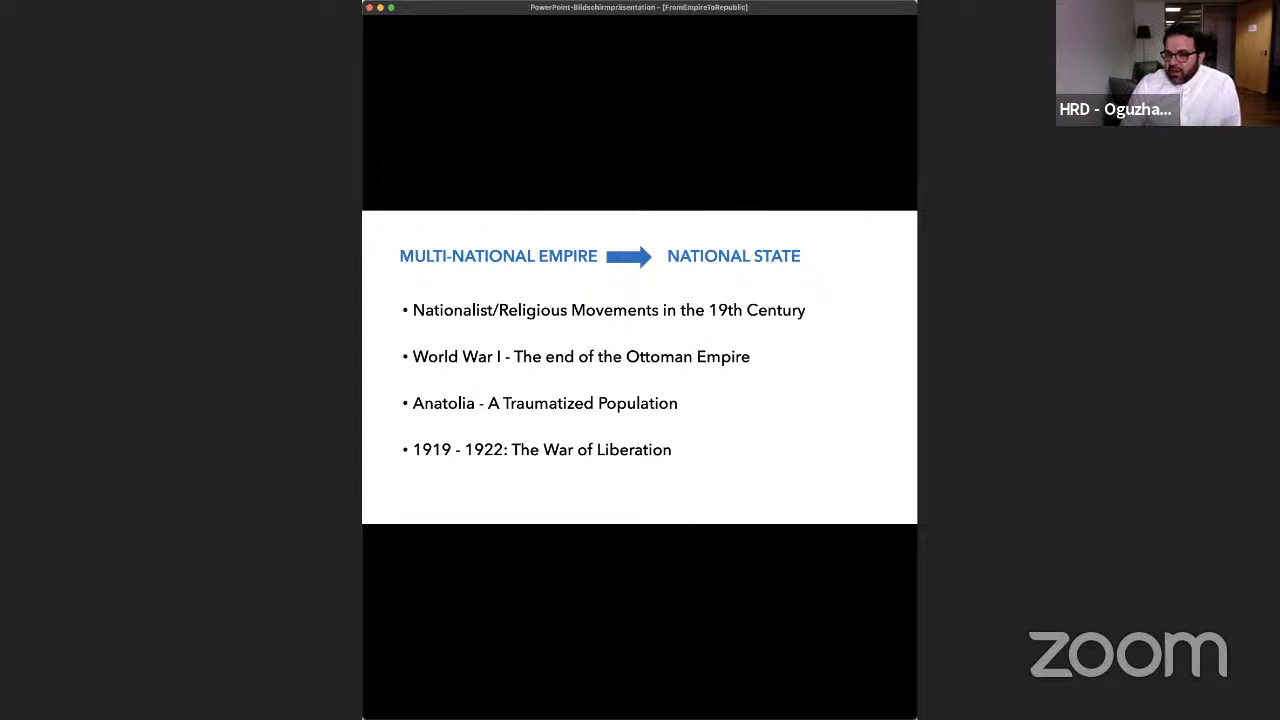 PowerPoint-Bildschirmpräsentation - [FromEmpireToRepublic]
HRD - Oguzha...
MULTI-NATIONAL EMPIRE NATIONAL STATE
• Nationalist/Religious Movements in the 19th Century
• World War I - The end of the Ottoman Empire
• Anatolia - A Traumatized Population
• 1919 - 1922: The War of Liberation
zoom